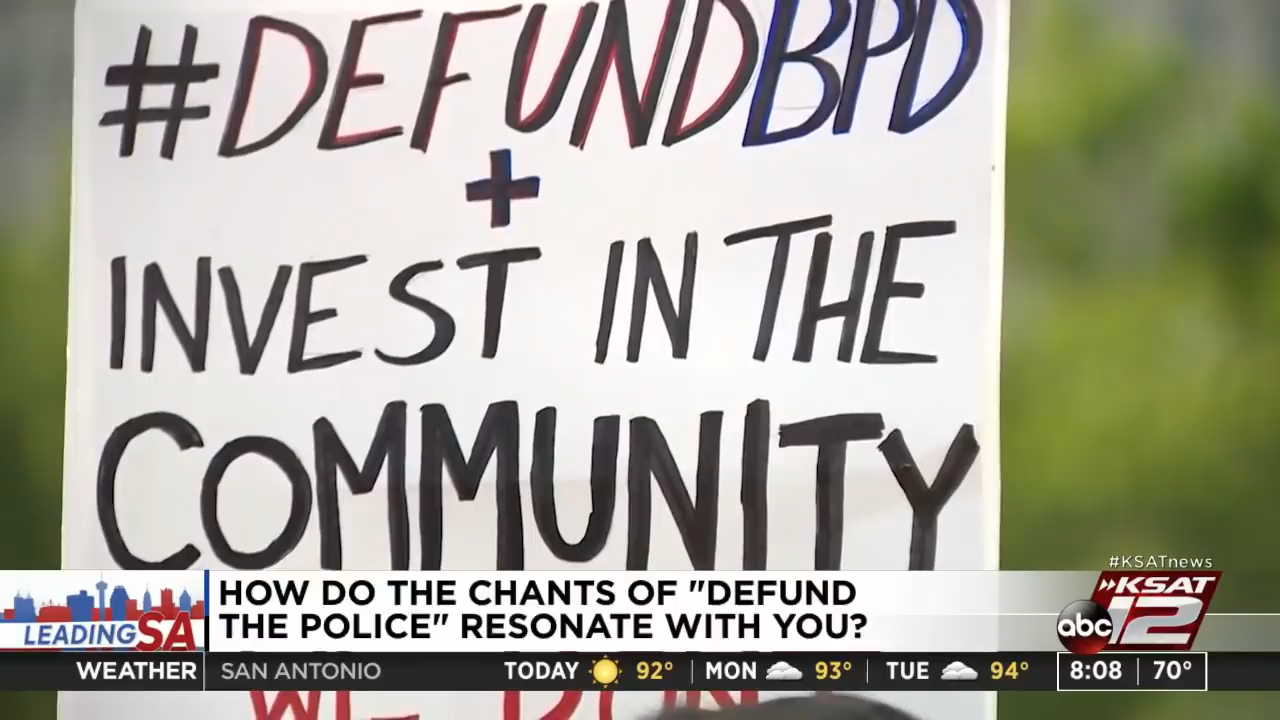 #DEFUNDBPD
+
INVEST IN THE
COMMUNITY
#KSATnews
LEADINGSA
HOW DO THE CHANTS OF "DEFUND
THE POLICE" RESONATE WITH YOU?
abc KSAT 12
WEATHER SAN ANTONIO TODAY 92° MON 93° TUE 94° 8:08 70°
WE